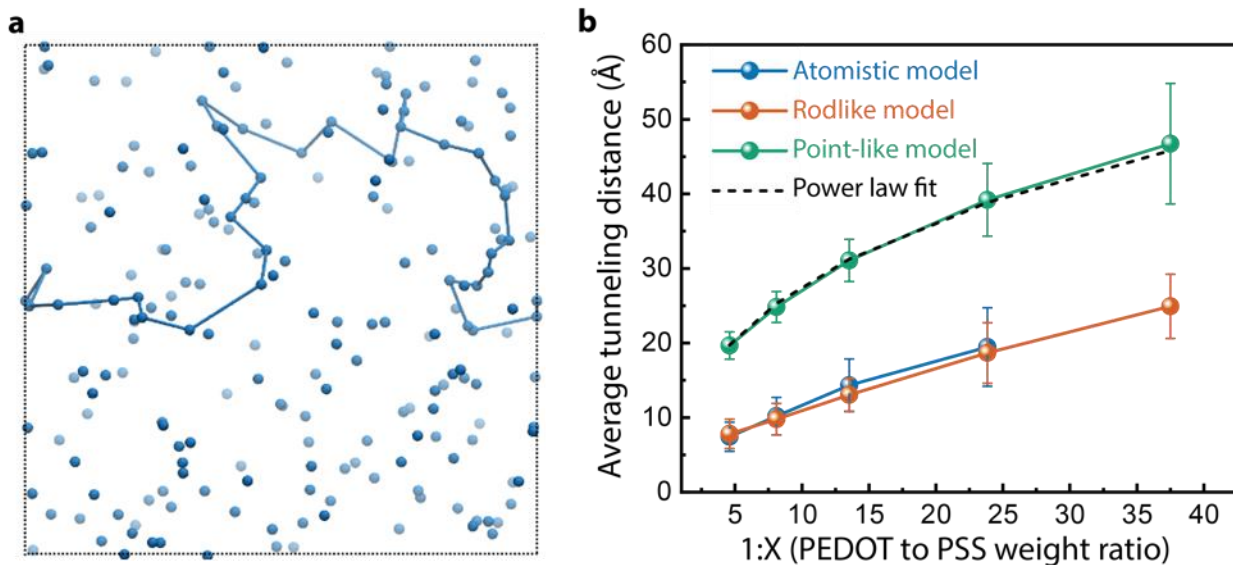 a
b
Average tunneling distance (Å)
60
50
40
30
20
10
0
Atomistic model
Rodlike model
Point-like model
Power law fit
5 10 15 20 25 30 35 40
1:X (PEDOT to PSS weight ratio)